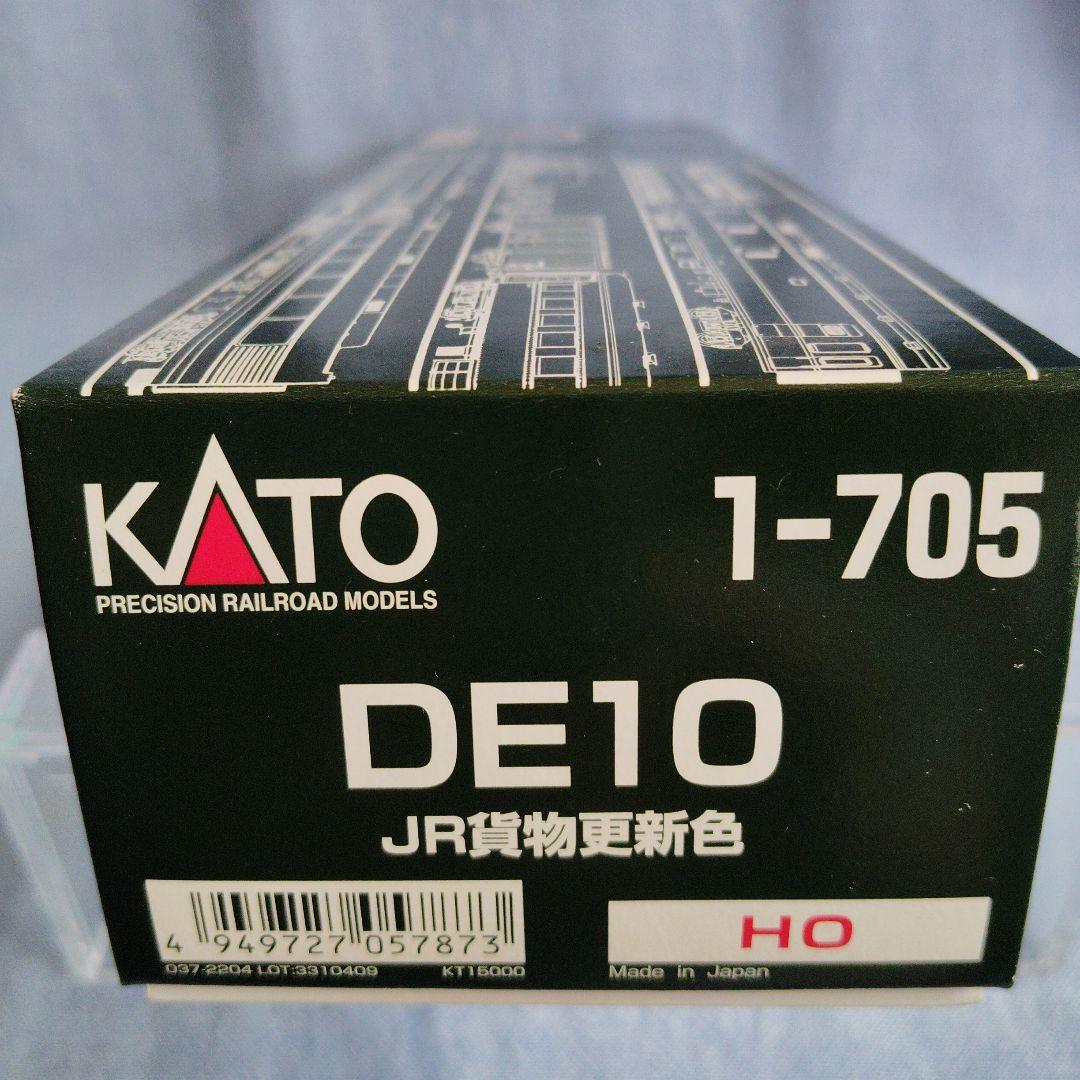 KATO
PRECISION RAILROAD MODELS
1-705
DE10
JR貨物更新色
4 949727 057873
037-2204 LOT:3310409 KT15000
HO
Made in Japan